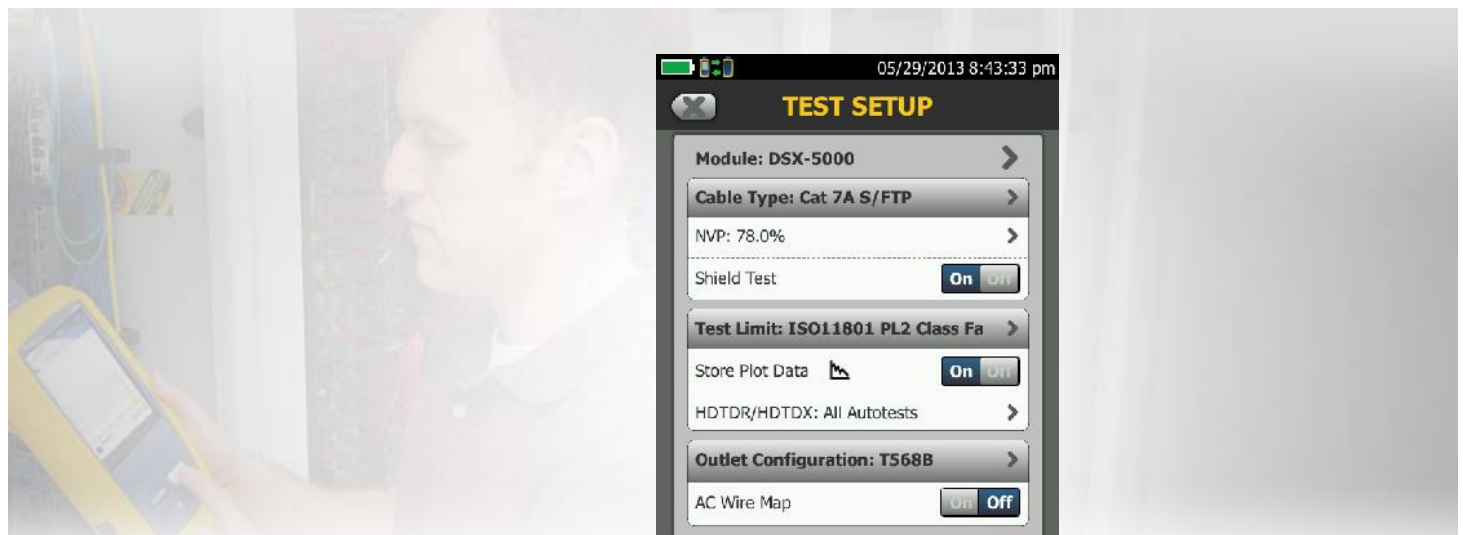 05/29/2013 8:43:33 pm
TEST SETUP
Module: DSX-5000
Cable Type: Cat 7A S/FTP
NVP: 78.0%
Shield Test On Off
Test Limit: ISO11801 PL2 Class Fa
Store Plot Data On Off
HDTDR/HDTDX: All Autotests
Outlet Configuration: T568B
AC Wire Map On Off